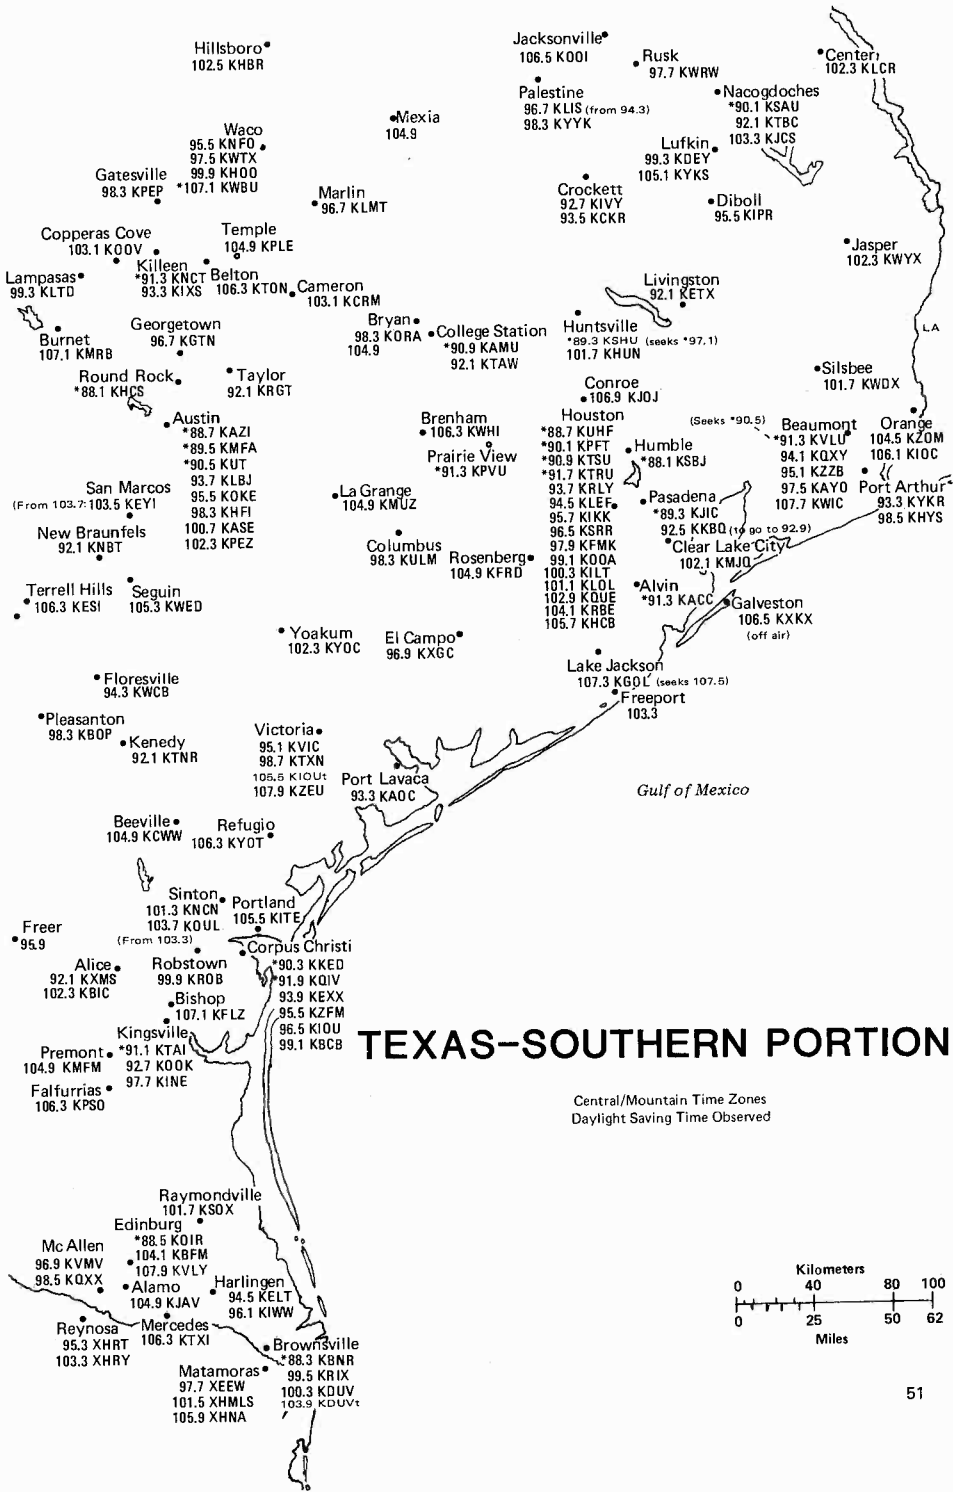 Hillsboro
102.5 KHBR
Jacksonville
106.5 KOOI
Rusk
97.7 KWRW
Center
102.3 KLCR
Palestine
96.7 KLIS (from 94.3)
98.3 KYYK
Nacogdoches
*90.1 KSAU
92.1 KTBC
103.3 KJCS
Mexia
104.9
Waco
95.5 KNFO
97.5 KWTX
99.9 KHOO
*107.1 KWBU
Lufkin
99.3 KDEY
105.1 KYKS
Gatesville
98.3 KPEP
Marlin
96.7 KLMT
Crockett
92.7 KIVY
93.5 KCKR
Diboll
95.5 KIPR
Copperas Cove
103.1 KOOV
Temple
104.9 KPLE
Jasper
102.3 KWYX
Lampasas
99.3 KLTD
Killeen
*91.3 KNCT
93.3 KIXS
Belton
106.3 KTON
Cameron
103.1 KCRM
Livingston
92.1 KETX
Burnet
107.1 KMRB
Georgetown
96.7 KGTN
Bryan
98.3 KORA
104.9
College Station
*90.9 KAMU
92.1 KTAW
Huntsville
*89.3 KSHU (seeks *97.1)
101.7 KHUN
LA
Round Rock
*88.1 KHCS
Taylor
92.1 KRGT
Conroe
106.9 KJOJ
Silsbee
101.7 KWDX
Austin
*88.7 KAZI
*89.5 KMFA
*90.5 KUT
93.7 KLBJ
95.5 KOKE
98.3 KHFI
100.7 KASE
102.3 KPEZ
Brenham
106.3 KWHI
Prairie View
*91.3 KPVU
Houston
*88.7 KUHF
*90.1 KPFT
*90.9 KTSU
*91.7 KTRU
93.7 KRLY
94.5 KLEF
95.7 KIKK
96.5 KSRR
97.9 KFMK
99.1 KOOA
100.3 KILT
101.1 KLOL
102.9 KQUE
104.1 KRBE
105.7 KHCB
Humble
*88.1 KSBJ
(Seeks *90.5)
Beaumont
*91.3 KVLU
94.1 KQXY
95.1 KZZB
97.5 KAYO
107.7 KWIC
Orange
104.5 KZOM
106.1 KIOC
Port Arthur
93.3 KYKR
98.5 KHYS
San Marcos
(From 103.7) 103.5 KEYI
La Grange
104.9 KMUZ
Pasadena
*89.3 KJIC
92.5 KKBQ (to go to 92.9)
New Braunfels
92.1 KNBT
Columbus
98.3 KULM
Rosenberg
104.9 KFRD
Clear Lake City
102.1 KMJQ
Terrell Hills
106.3 KESI
Seguin
105.3 KWED
Alvin
*91.3 KACC
Galveston
106.5 KXKX
(off air)
Yoakum
102.3 KYOC
El Campo
96.9 KXGC
Lake Jackson
107.3 KGOL (seeks 107.5)
Freeport
103.3
Floresville
94.3 KWCB
Pleasanton
98.3 KBOP
Kenedy
92.1 KTNR
Victoria
95.1 KVIC
98.7 KTXN
105.5 KIOUt
107.9 KZEU
Port Lavaca
93.3 KAOC
Gulf of Mexico
Beeville
104.9 KCWW
Refugio
106.3 KYOT
Sinton
101.3 KNCN
103.7 KOUL
(From 103.3)
Portland
105.5 KITE
Freer
95.9
Alice
92.1 KXMS
102.3 KBIC
Robstown
99.9 KROB
Corpus Christi
*90.3 KKED
*91.9 KQIV
93.9 KEXX
95.5 KZFM
96.5 KIOU
99.1 KBCB
Bishop
107.1 KFLZ
Kingsville
*91.1 KTAI
92.7 KOOK
97.7 KINE
Premont
104.9 KMFM
Falfurrias
106.3 KPSO
TEXAS–SOUTHERN PORTION
Central/Mountain Time Zones
Daylight Saving Time Observed
Raymondville
101.7 KSOX
Edinburg
*88.5 KOIR
104.1 KBFM
107.9 KVLY
Mc Allen
96.9 KVMV
98.5 KQXX
Alamo
104.9 KJAV
Harlingen
94.5 KELT
96.1 KIWW
Reynosa
95.3 XHRT
103.3 XHRY
Mercedes
106.3 KTXI
Brownsville
*88.3 KBNR
99.5 KRIX
100.3 KDUV
103.9 KDUVt
Matamoras
97.7 XEEW
101.5 XHMLS
105.9 XHNA
Kilometers
0 40 80 100
0 25 50 62
Miles
51